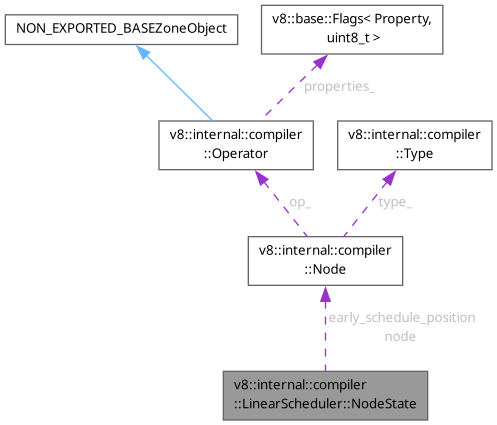 NON_EXPORTED_BASEZoneObject
v8::base::Flags< Property,
uint8_t >
properties_
v8::internal::compiler
::Operator
v8::internal::compiler
::Type
op_
type_
v8::internal::compiler
::Node
early_schedule_position
node
v8::internal::compiler
::LinearScheduler::NodeState